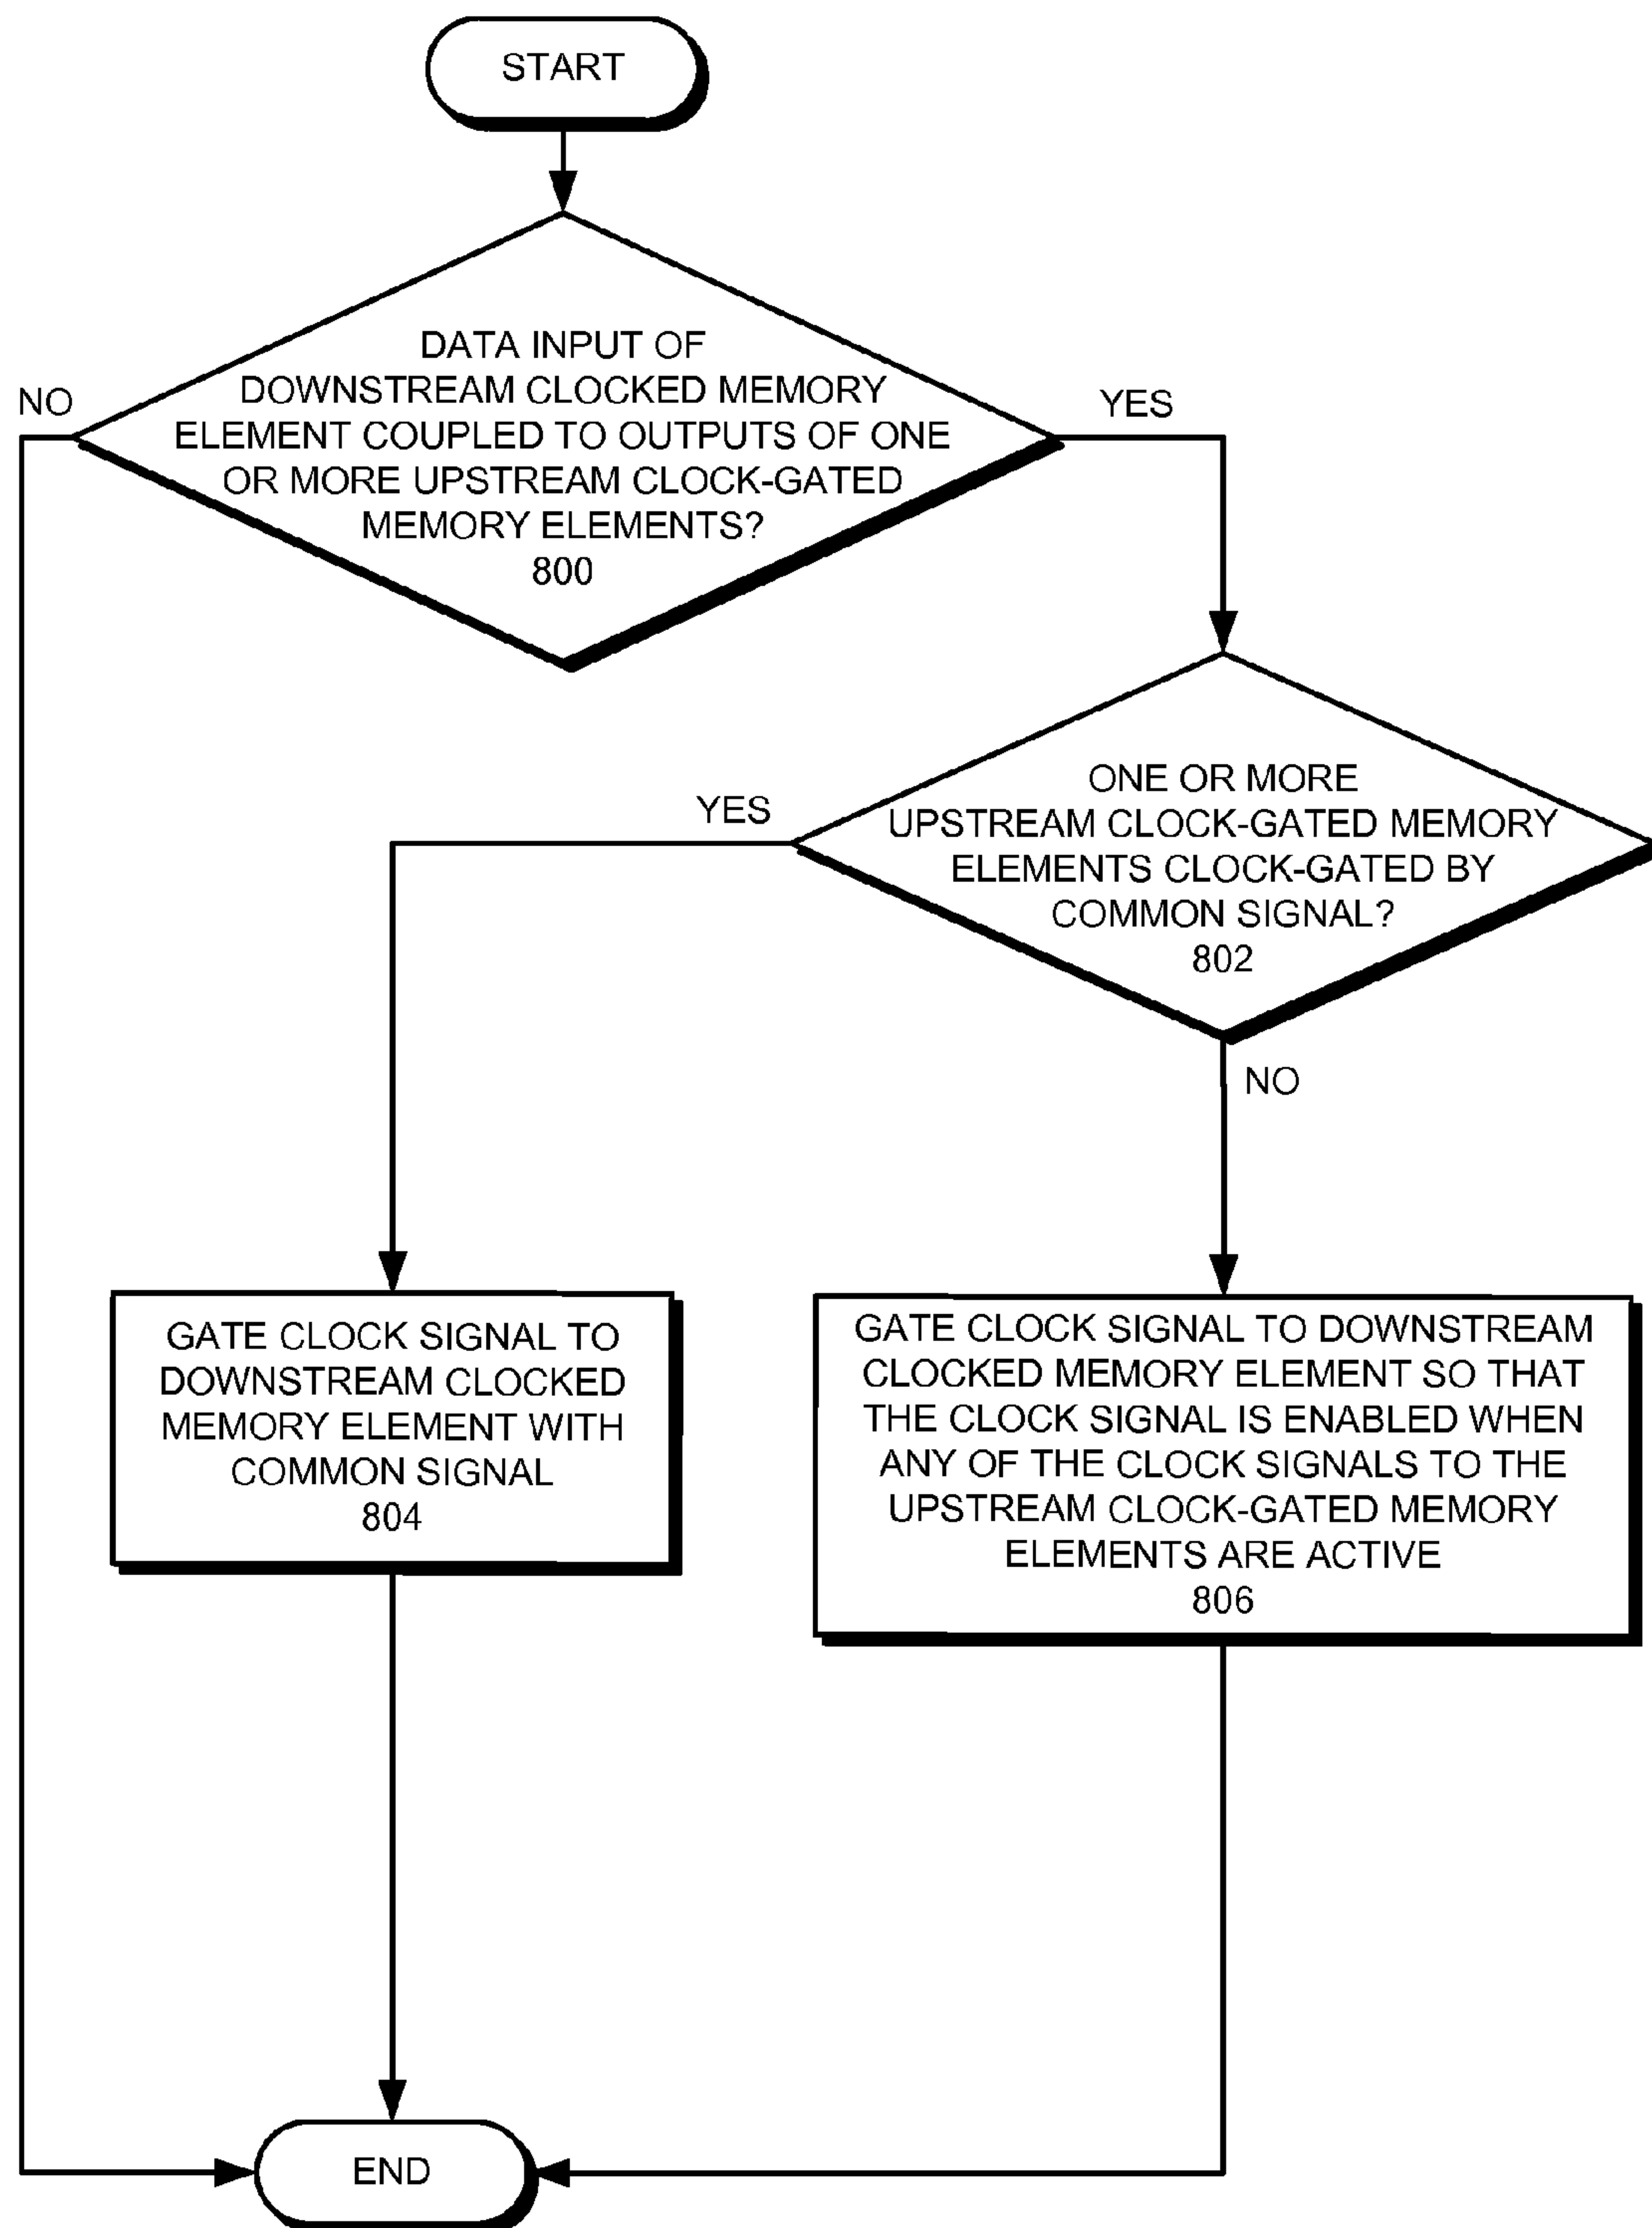 START
DATA INPUT OF
DOWNSTREAM CLOCKED MEMORY
ELEMENT COUPLED TO OUTPUTS OF ONE
OR MORE UPSTREAM CLOCK-GATED
MEMORY ELEMENTS?
800
NO
YES
ONE OR MORE
UPSTREAM CLOCK-GATED MEMORY
ELEMENTS CLOCK-GATED BY
COMMON SIGNAL?
802
YES
NO
GATE CLOCK SIGNAL TO
DOWNSTREAM CLOCKED
MEMORY ELEMENT WITH
COMMON SIGNAL
804
GATE CLOCK SIGNAL TO DOWNSTREAM
CLOCKED MEMORY ELEMENT SO THAT
THE CLOCK SIGNAL IS ENABLED WHEN
ANY OF THE CLOCK SIGNALS TO THE
UPSTREAM CLOCK-GATED MEMORY
ELEMENTS ARE ACTIVE
806
END